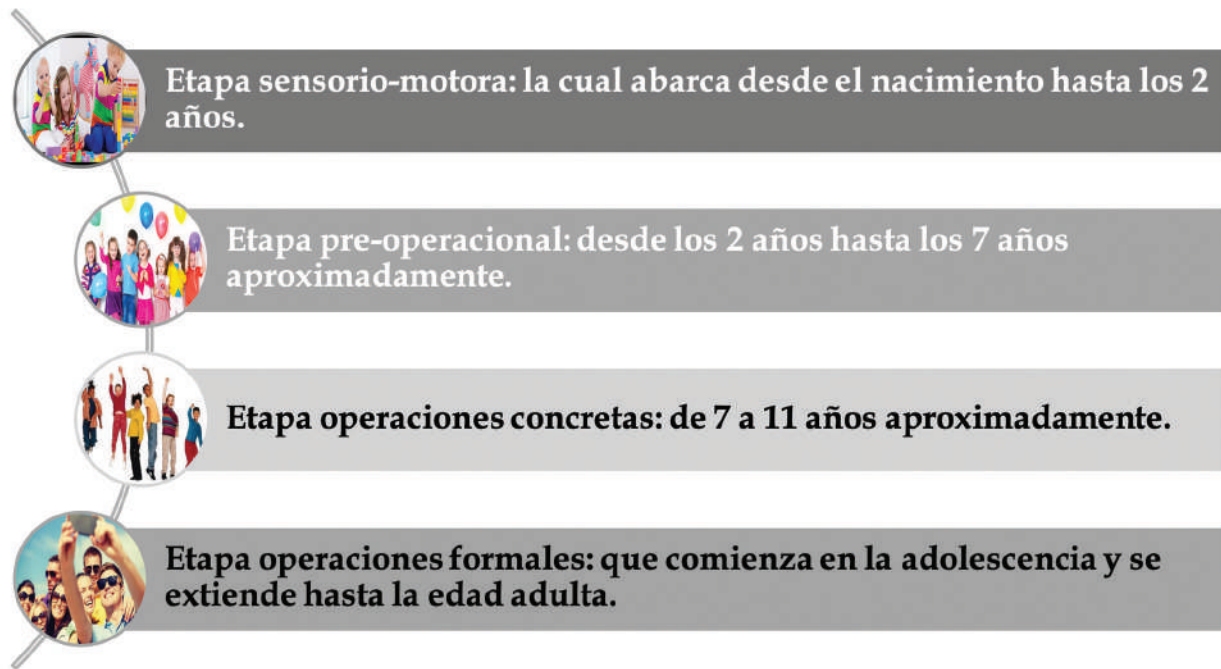 Etapa sensorio-motora: la cual abarca desde el nacimiento hasta los 2
años.
Etapa pre-operacional: desde los 2 años hasta los 7 años
aproximadamente.
Etapa operaciones concretas: de 7 a 11 años aproximadamente.
Etapa operaciones formales: que comienza en la adolescencia y se
extiende hasta la edad adulta.